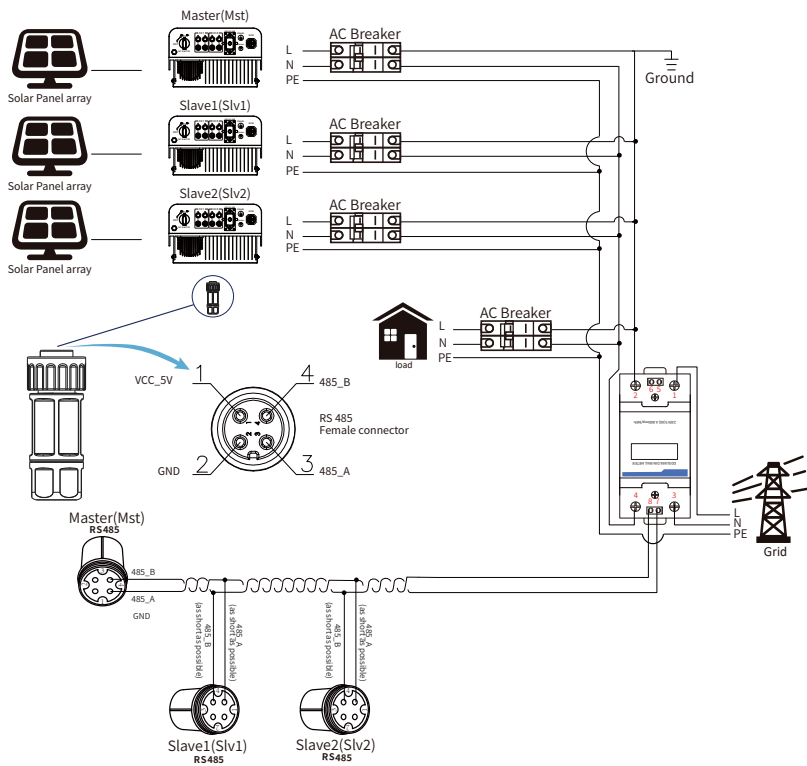 Master(Mst)
AC Breaker
L
N
PE
Ground
Solar Panel array
Slave1(Slv1)
AC Breaker
L
N
PE
Solar Panel array
Slave2(Slv2)
AC Breaker
L
N
PE
Solar Panel array
AC Breaker
L
N
PE
load
VCC_5V
1
4
485_B
1
4
2
3
RS 485
Female connector
GND
2
3
485_A
2
6 5
1
4
8 7
3
L
N
PE
Grid
Master(Mst)
RS485
485_B
485_A
GND
485_B
(as short as possible)
485_A
(as short as possible)
485_B
(as short as possible)
485_A
(as short as possible)
Slave1(Slv1)
RS485
Slave2(Slv2)
RS485